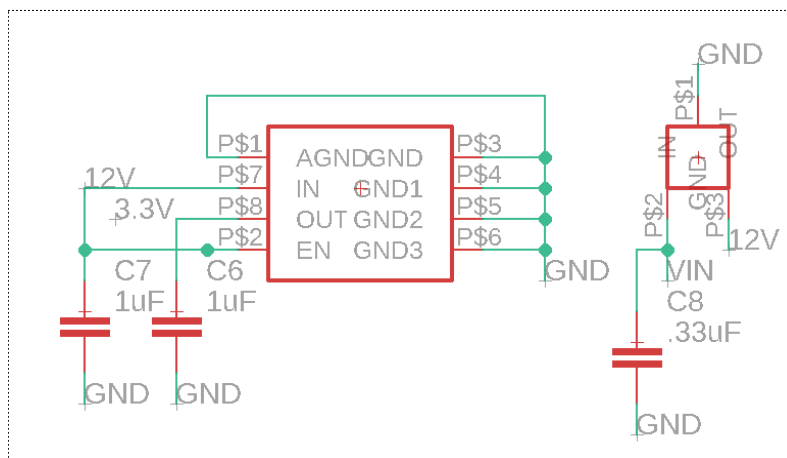 GND
P$1
IN
OUT
GND
P$2
P$3
12V
VIN
C8
.33uF
GND
P$1
AGND
GND
P$3
12V
P$7
IN
GND1
P$4
3.3V
P$8
OUT
GND2
P$5
P$2
EN
GND3
P$6
GND
C7
1uF
C6
1uF
GND
GND